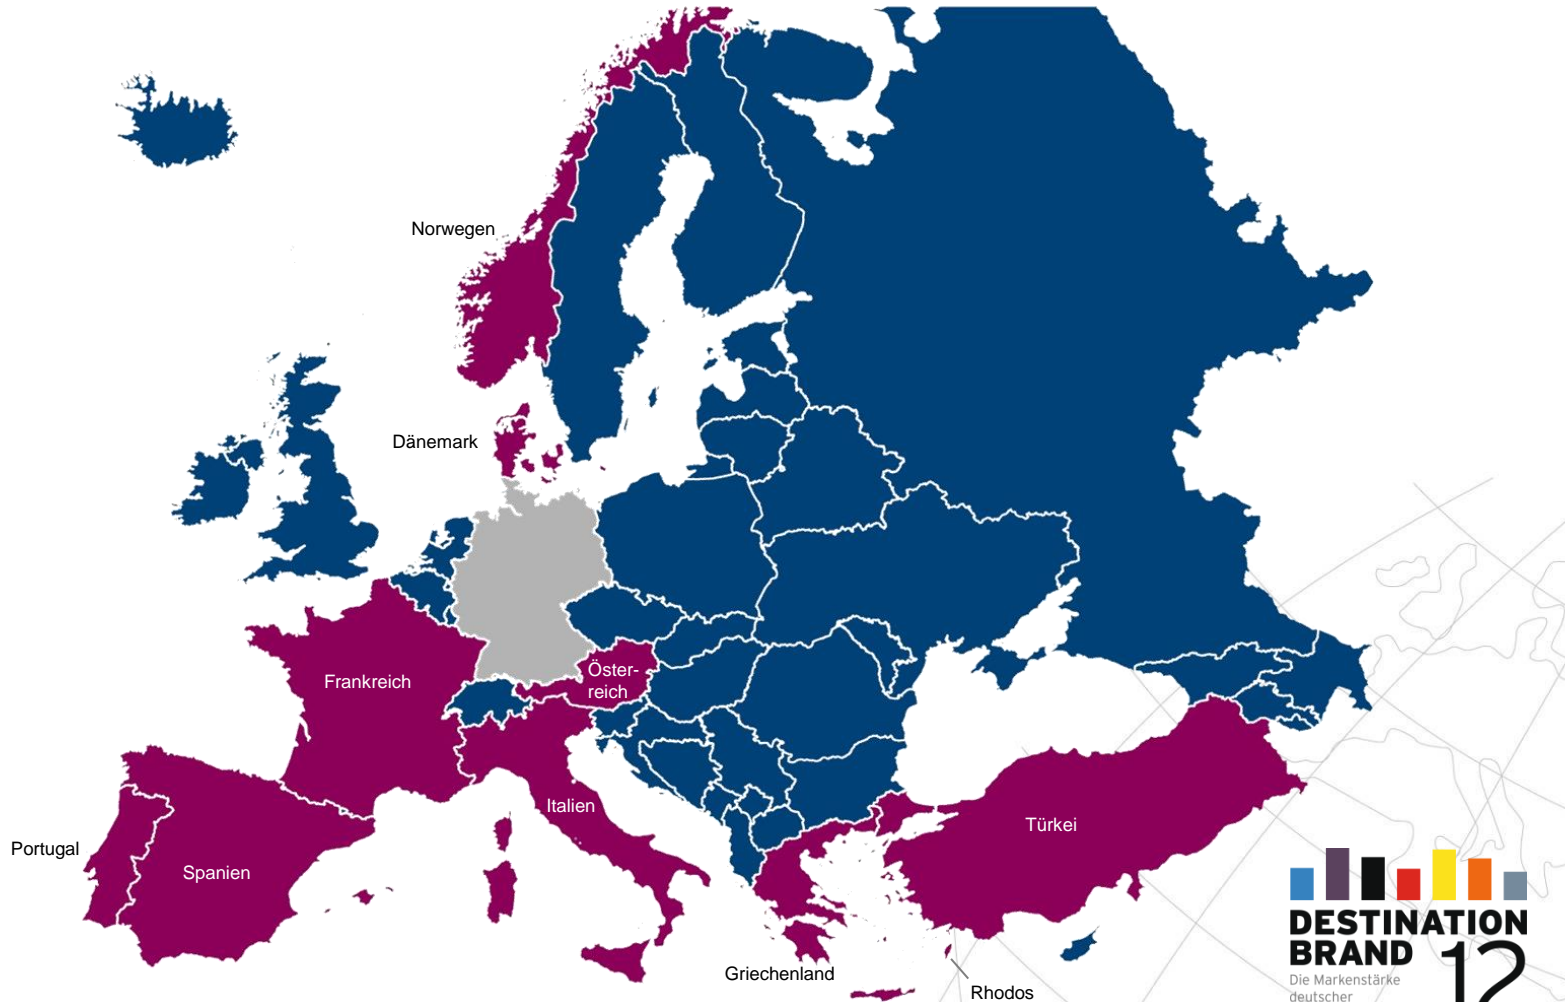 Norwegen
Dänemark
Öster-
reich
Frankreich
Italien
Türkei
Portugal
Spanien
Griechenland
Rhodos
DESTINATION
BRAND 12
Die Markenstärke
deutscher